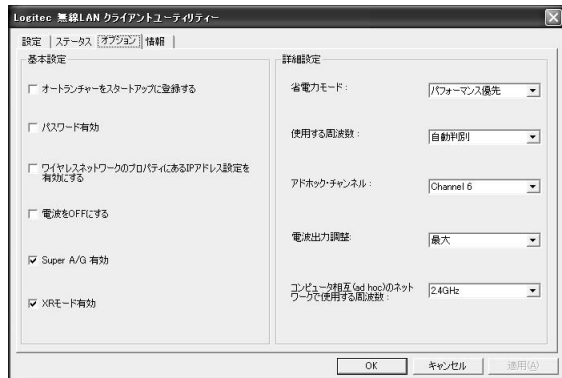 Logitec 無線LAN クライアントユーティリティー
設定 ステータス オプション 情報
基本設定
オートランチャーをスタートアップに登録する
パスワード有効
ワイヤレスネットワークのプロパティにあるIPアドレス設定を
有効にする
電波をOFFにする
Super A/G 有効
XRモード有効
詳細設定
省電力モード:
パフォーマンス優先
使用する周波数:
自動判別
アドホック・チャンネル:
Channel 6
電波出力調整:
最大
コンピュータ相互(ad hoc)のネット
ワークで使用する周波数:
2.4GHz
OK キャンセル 適用(A)